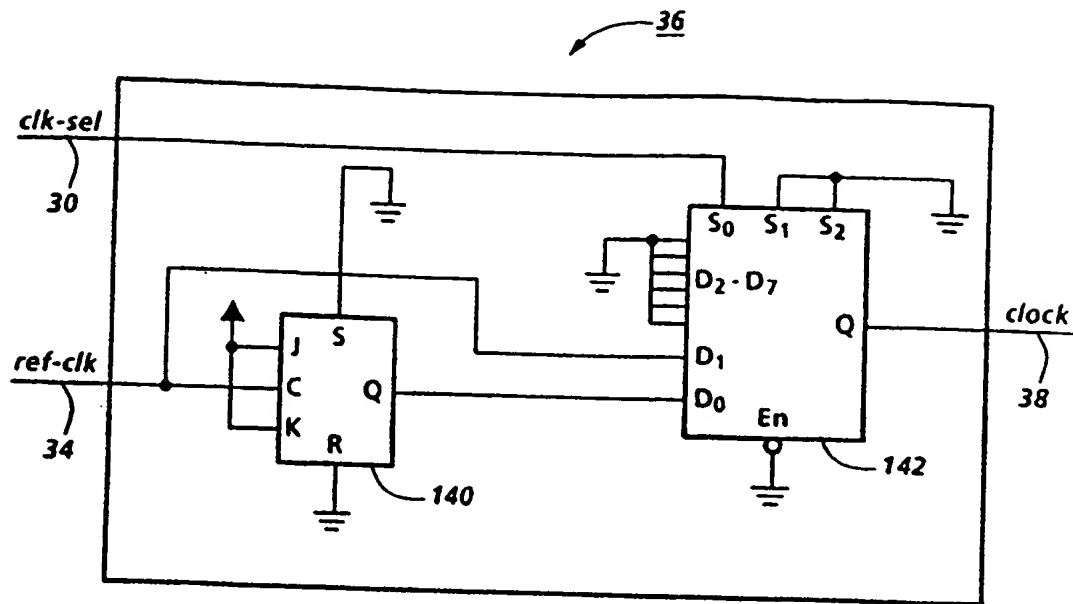 36
clk-sel
30
S0 S1 S2
D2 - D7
S
Q
clock
ref-clk
J
D1
C
Q
D0
38
34
K
R
En
140
142